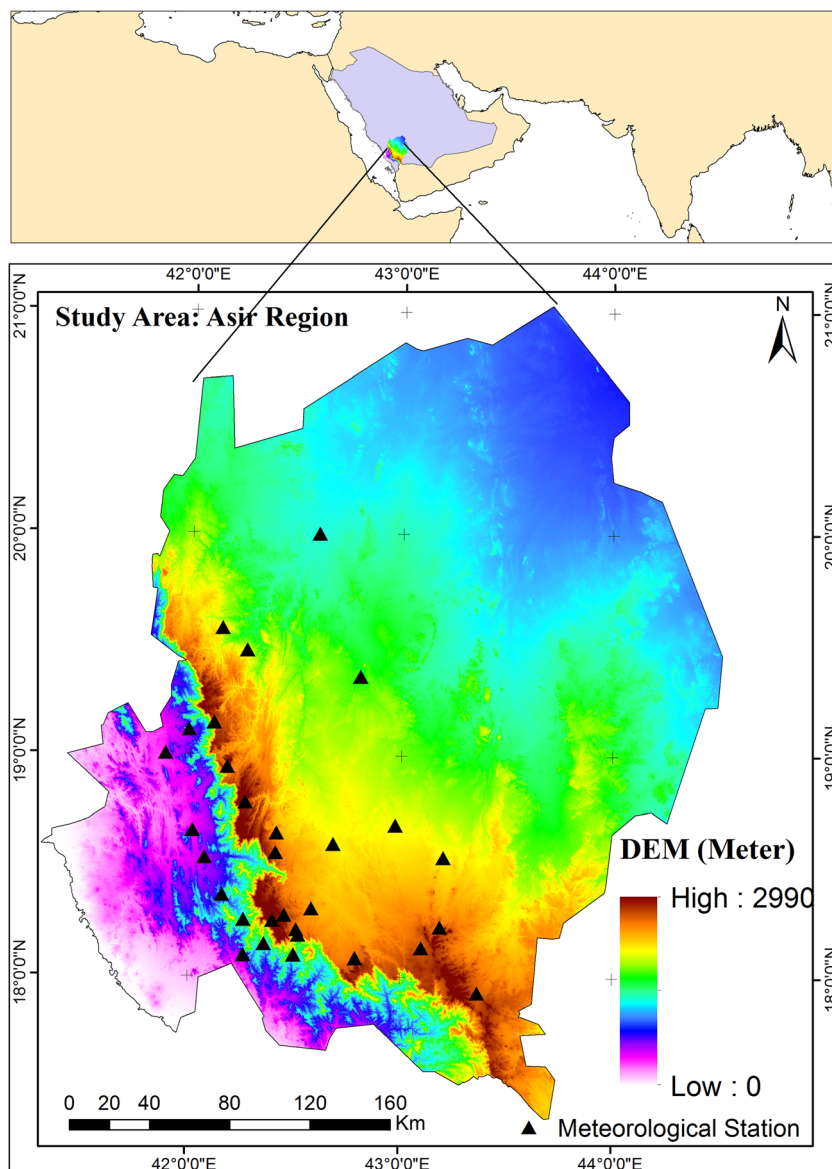 42°0'0"E 43°0'0"E 44°0'0"E
21°0'0"N 21°0'0"N
Study Area: Asir Region
N
20°0'0"N 20°0'0"N
19°0'0"N 19°0'0"N
DEM (Meter)
High : 2990
18°0'0"N 18°0'0"N
Low : 0
0 20 40 80 120 160
Km
Meteorological Station
42°0'0"E 43°0'0"E 44°0'0"E